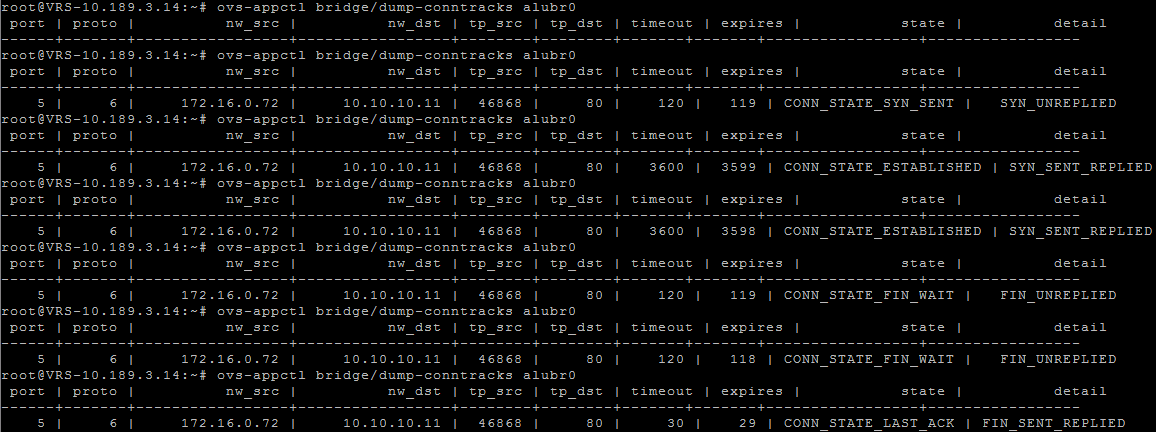 root@VRS-10.189.3.14:~# ovs-appctl bridge/dump-conntracks alubr0
 port | proto |          nw_src |            nw_dst | tp_src | tp_dst | timeout | expires |             state |           detail
------+-------+-------------------+-------------------+--------+---------+--------+--------+-------------------+------------------
root@VRS-10.189.3.14:~# ovs-appctl bridge/dump-conntracks alubr0
 port | proto |          nw_src |            nw_dst | tp_src | tp_dst | timeout | expires |             state |           detail
------+-------+-------------------+-------------------+--------+---------+--------+--------+-------------------+------------------
    5 |     6 |     172.16.0.72 |       10.10.10.11 |  46868 |     80 |     120 |     119 | CONN_STATE_SYN_SENT |    SYN_UNREPLIED
root@VRS-10.189.3.14:~# ovs-appctl bridge/dump-conntracks alubr0
 port | proto |          nw_src |            nw_dst | tp_src | tp_dst | timeout | expires |             state |           detail
------+-------+-------------------+-------------------+--------+---------+--------+--------+-------------------+------------------
    5 |     6 |     172.16.0.72 |       10.10.10.11 |  46868 |     80 |    3600 |    3599 | CONN_STATE_ESTABLISHED | SYN_SENT_REPLIED
root@VRS-10.189.3.14:~# ovs-appctl bridge/dump-conntracks alubr0
 port | proto |          nw_src |            nw_dst | tp_src | tp_dst | timeout | expires |             state |           detail
------+-------+-------------------+-------------------+--------+---------+--------+--------+-------------------+------------------
    5 |     6 |     172.16.0.72 |       10.10.10.11 |  46868 |     80 |    3600 |    3598 | CONN_STATE_ESTABLISHED | SYN_SENT_REPLIED
root@VRS-10.189.3.14:~# ovs-appctl bridge/dump-conntracks alubr0
 port | proto |          nw_src |            nw_dst | tp_src | tp_dst | timeout | expires |             state |           detail
------+-------+-------------------+-------------------+--------+---------+--------+--------+-------------------+------------------
    5 |     6 |     172.16.0.72 |       10.10.10.11 |  46868 |     80 |     120 |     119 | CONN_STATE_FIN_WAIT |    FIN_UNREPLIED
root@VRS-10.189.3.14:~# ovs-appctl bridge/dump-conntracks alubr0
 port | proto |          nw_src |            nw_dst | tp_src | tp_dst | timeout | expires |             state |           detail
------+-------+-------------------+-------------------+--------+---------+--------+--------+-------------------+------------------
    5 |     6 |     172.16.0.72 |       10.10.10.11 |  46868 |     80 |     120 |     118 | CONN_STATE_FIN_WAIT |    FIN_UNREPLIED
root@VRS-10.189.3.14:~# ovs-appctl bridge/dump-conntracks alubr0
 port | proto |          nw_src |            nw_dst | tp_src | tp_dst | timeout | expires |             state |           detail
------+-------+-------------------+-------------------+--------+---------+--------+--------+-------------------+------------------
    5 |     6 |     172.16.0.72 |       10.10.10.11 |  46868 |     80 |      30 |      29 | CONN_STATE_LAST_ACK | FIN_SENT_REPLIED